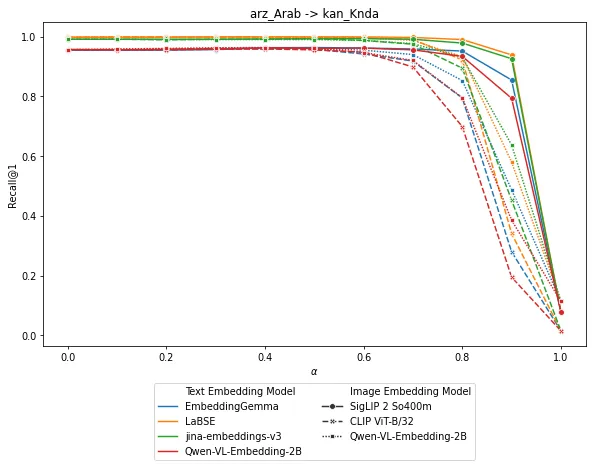 arz_Arab -> kan_Knda
Recall@1
1.0
0.8
0.6
0.4
0.2
0.0
0.0 0.2 0.4 0.6 0.8 1.0
α
Text Embedding Model
EmbeddingGemma
LaBSE
jina-embeddings-v3
Qwen-VL-Embedding-2B
Image Embedding Model
SigLIP 2 So400m
CLIP ViT-B/32
Qwen-VL-Embedding-2B